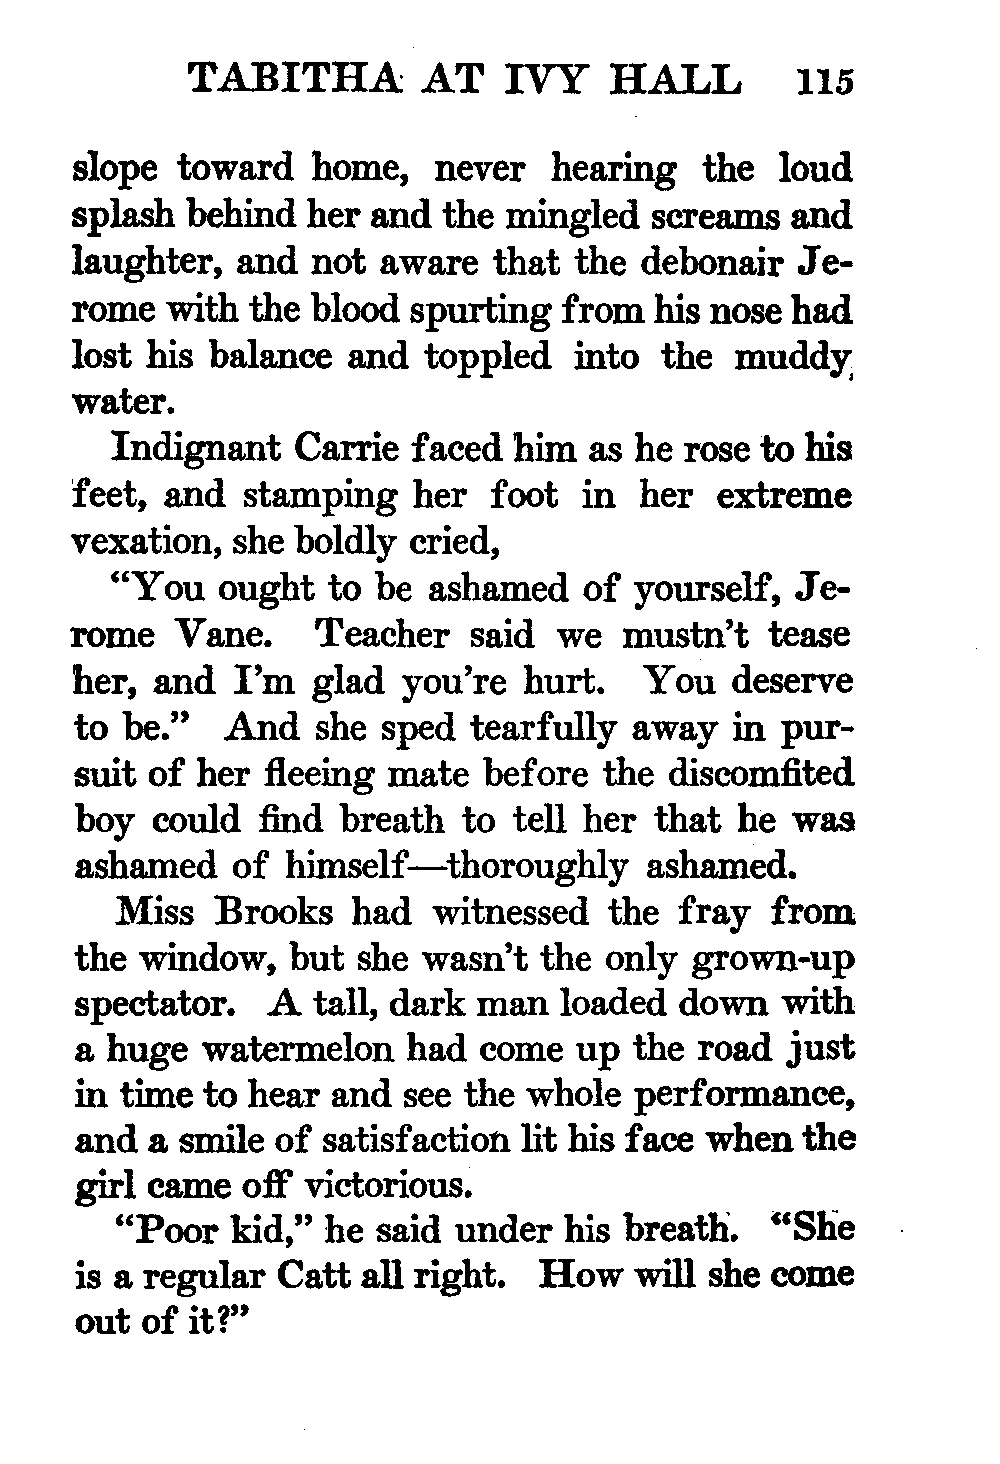 TABITHA AT IVY HALL 115
slope toward home, never hearing the loud
splash behind her and the mingled screams and
laughter, and not aware that the debonair Je-
rome with the blood spurting from his nose had
lost his balance and toppled into the muddy
water.
Indignant Carrie faced him as he rose to his
feet, and stamping her foot in her extreme
vexation, she boldly cried,
“You ought to be ashamed of yourself, Je-
rome Vane. Teacher said we mustn’t tease
her, and I’m glad you’re hurt. You deserve
to be.” And she sped tearfully away in pur-
suit of her fleeing mate before the discomfited
boy could find breath to tell her that he was
ashamed of himself—thoroughly ashamed.
Miss Brooks had witnessed the fray from
the window, but she wasn’t the only grown-up
spectator. A tall, dark man loaded down with
a huge watermelon had come up the road just
in time to hear and see the whole performance,
and a smile of satisfaction lit his face when the
girl came off victorious.
“Poor kid,” he said under his breath. “She
is a regular Catt all right. How will she come
out of it?”